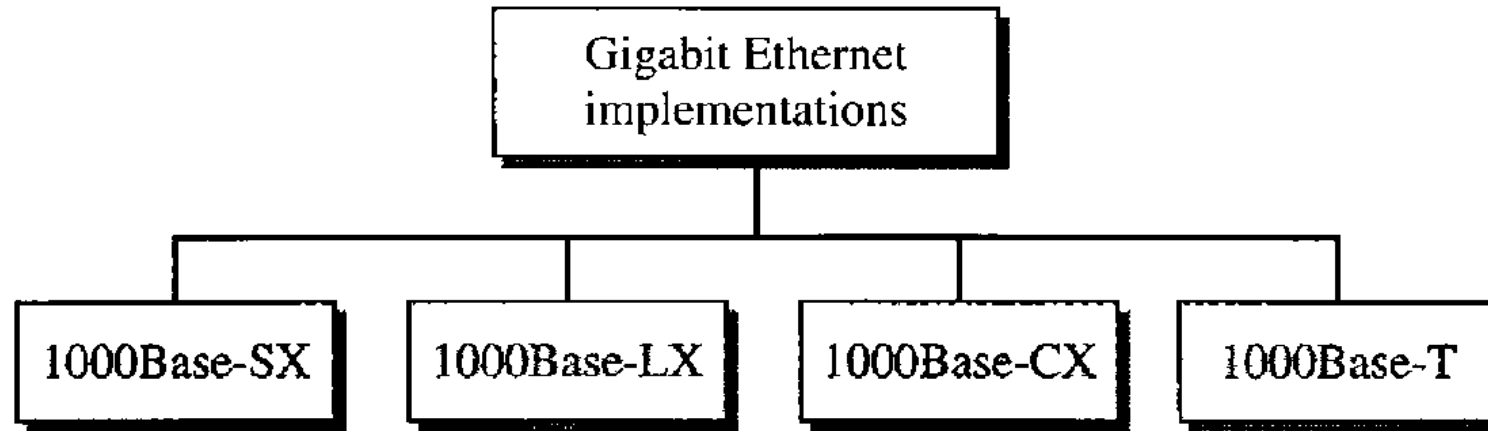 Gigabit Ethernet
implementations
1000Base-SX
1000Base-LX
1000Base-CX
1000Base-T